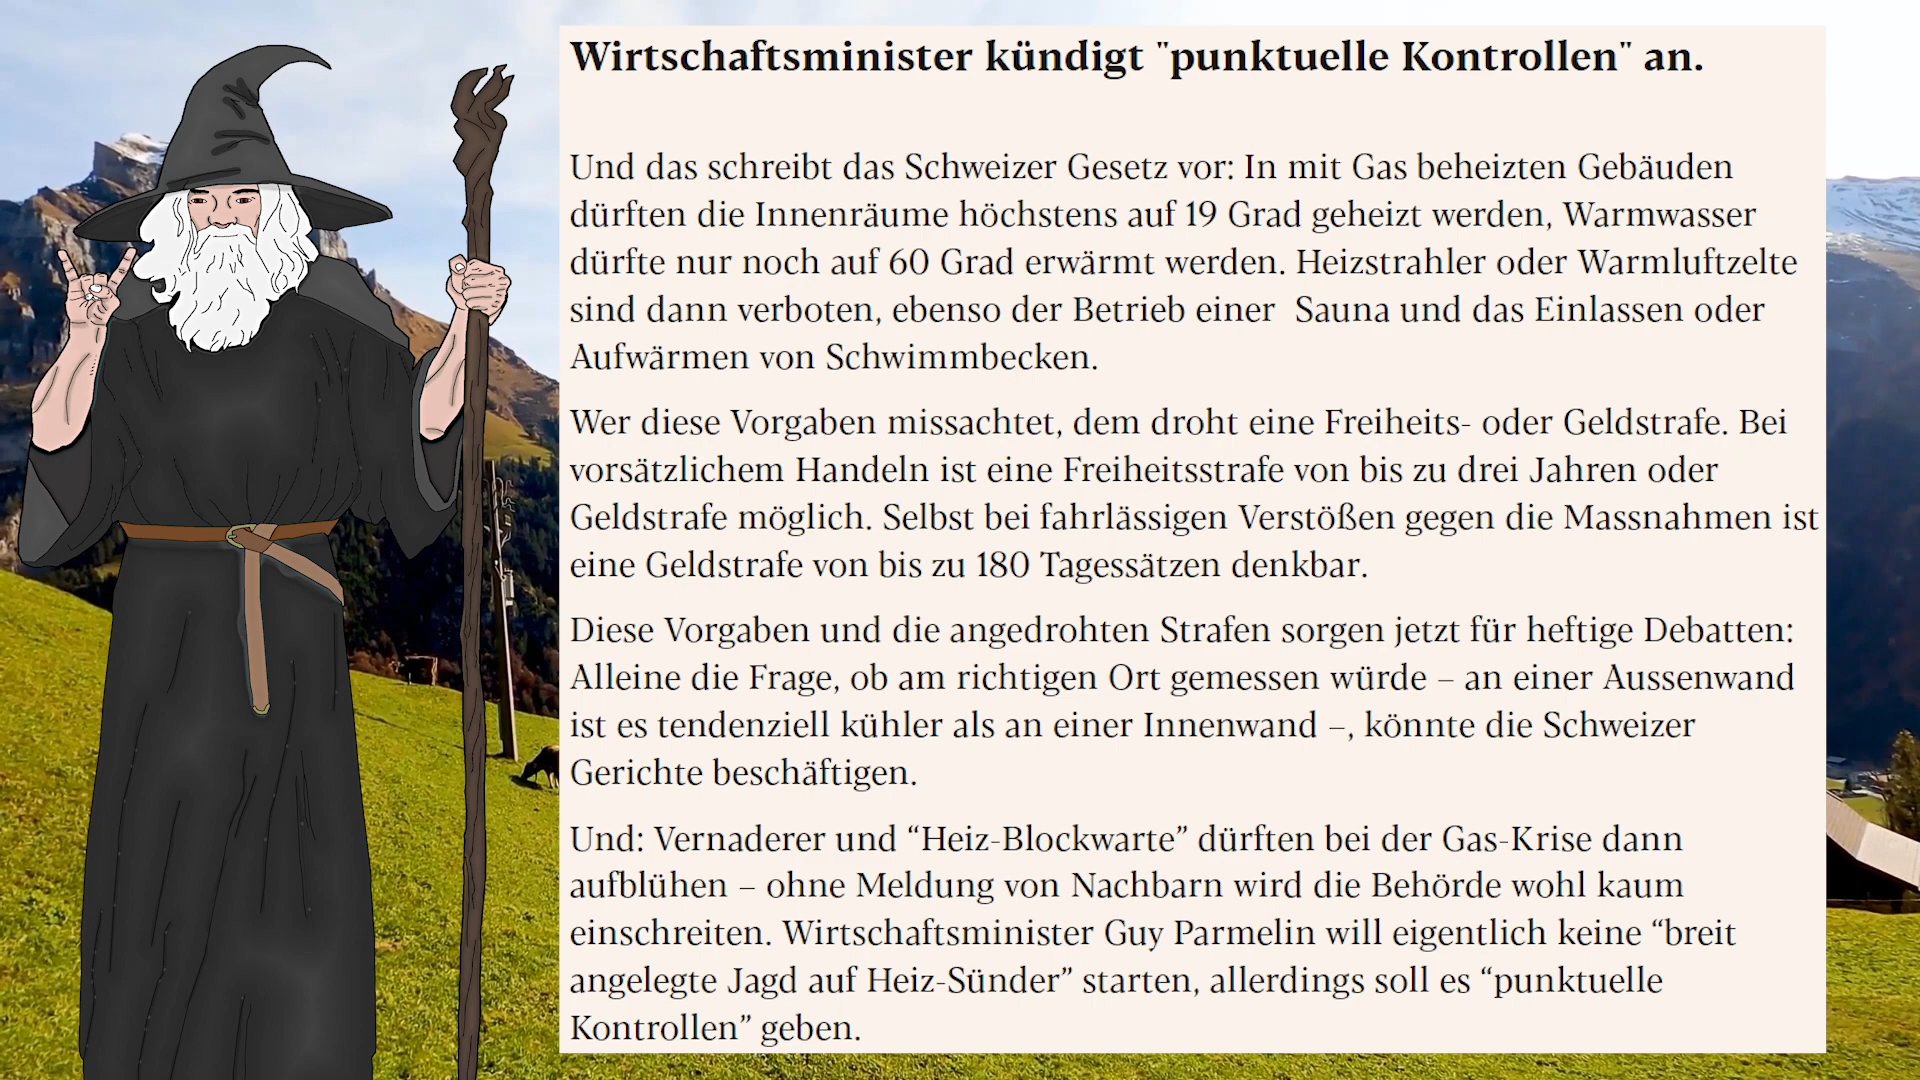 Wirtschaftsminister kündigt "punktuelle Kontrollen" an.
Und das schreibt das Schweizer Gesetz vor: In mit Gas beheizten Gebäuden
dürften die Innenräume höchstens auf 19 Grad geheizt werden, Warmwasser
dürfte nur noch auf 60 Grad erwärmt werden. Heizstrahler oder Warmluftzelte
sind dann verboten, ebenso der Betrieb einer  Sauna und das Einlassen oder
Aufwärmen von Schwimmbecken.
Wer diese Vorgaben missachtet, dem droht eine Freiheits- oder Geldstrafe. Bei
vorsätzlichem Handeln ist eine Freiheitsstrafe von bis zu drei Jahren oder
Geldstrafe möglich. Selbst bei fahrlässigen Verstößen gegen die Massnahmen ist
eine Geldstrafe von bis zu 180 Tagessätzen denkbar.
Diese Vorgaben und die angedrohten Strafen sorgen jetzt für heftige Debatten:
Alleine die Frage, ob am richtigen Ort gemessen würde – an einer Aussenwand
ist es tendenziell kühler als an einer Innenwand –, könnte die Schweizer
Gerichte beschäftigen.
Und: Vernaderer und “Heiz-Blockwarte” dürften bei der Gas-Krise dann
aufblühen – ohne Meldung von Nachbarn wird die Behörde wohl kaum
einschreiten. Wirtschaftsminister Guy Parmelin will eigentlich keine “breit
angelegte Jagd auf Heiz-Sünder” starten, allerdings soll es “punktuelle
Kontrollen” geben.